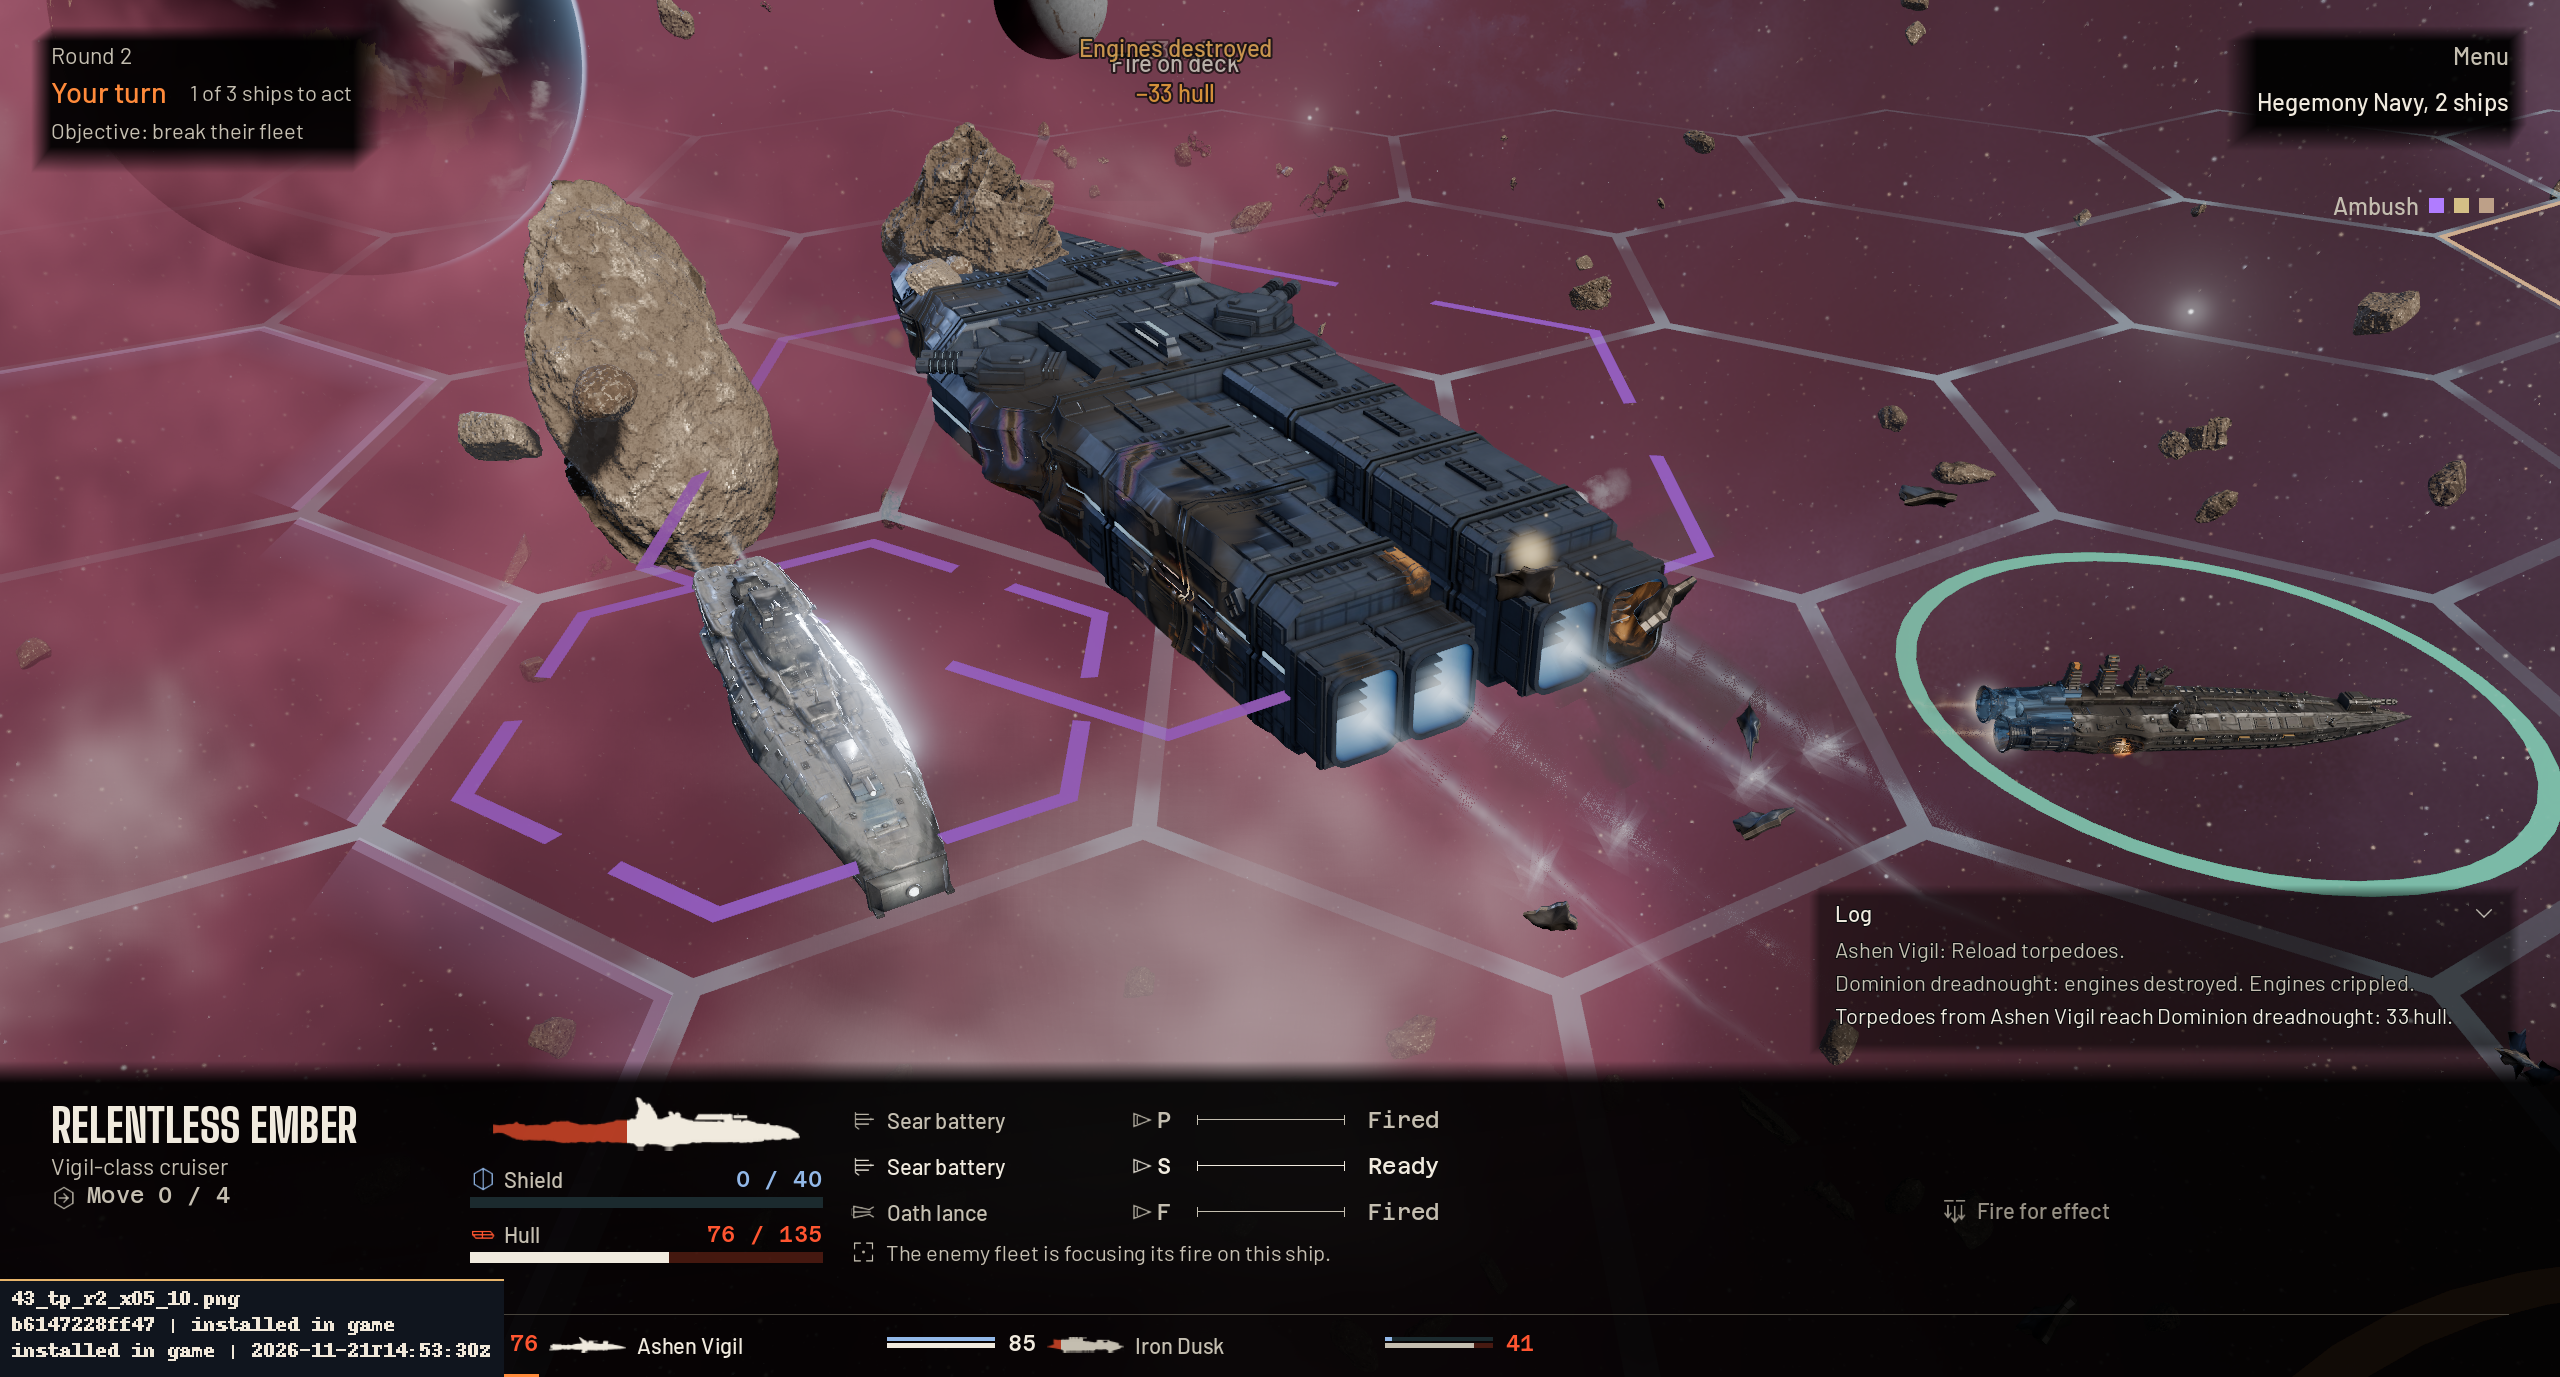 Round 2
Your turn 1 of 3 ships to act
Objective: break their fleet
Engines destroyed
Fire on deck
−33 hull
Menu
Hegemony Navy, 2 ships
Ambush
Log
Ashen Vigil: Reload torpedoes.
Dominion dreadnought: engines destroyed. Engines crippled.
Torpedoes from Ashen Vigil reach Dominion dreadnought: 33 hull.
RELENTLESS EMBER
Vigil-class cruiser
Move 0 / 4
Shield 0 / 40
Hull 76 / 135
Sear battery P Fired
Sear battery S Ready
Oath lance F Fired
The enemy fleet is focusing its fire on this ship.
Fire for effect
43_tp_r2_x05_10.png
b6147228ff47 | installed in game
installed in game | 2026-11-21r14:53:30z
76 Ashen Vigil 85 Iron Dusk 41